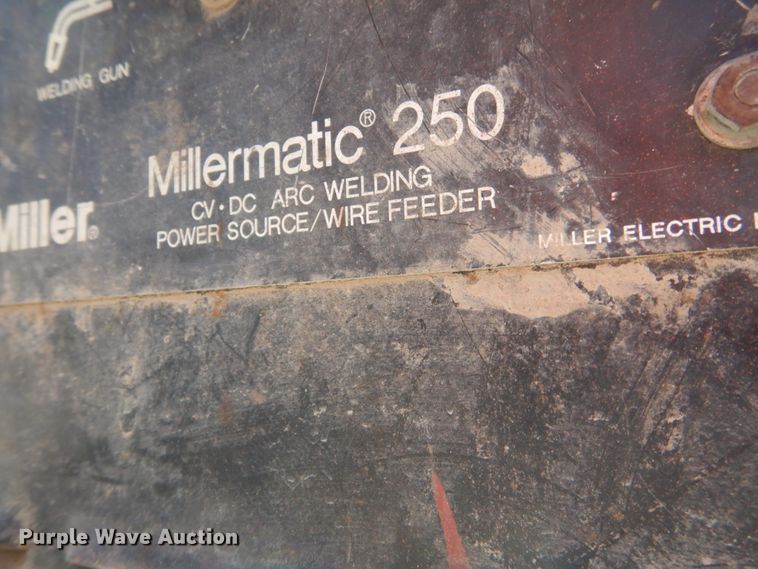 WELDING GUN
Millermatic® 250
CV·DC ARC WELDING
POWER SOURCE/WIRE FEEDER
Miller®
MILLER ELECTRIC
Purple Wave Auction